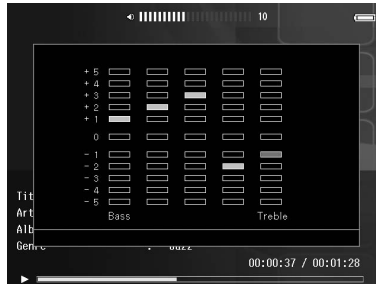 10
+ 5
+ 4
+ 3
+ 2
+ 1
0
- 1
- 2
- 3
- 4
- 5
Bass Treble
Tit
Art
Alb
Genre : Jazz
00:00:37 / 00:01:28